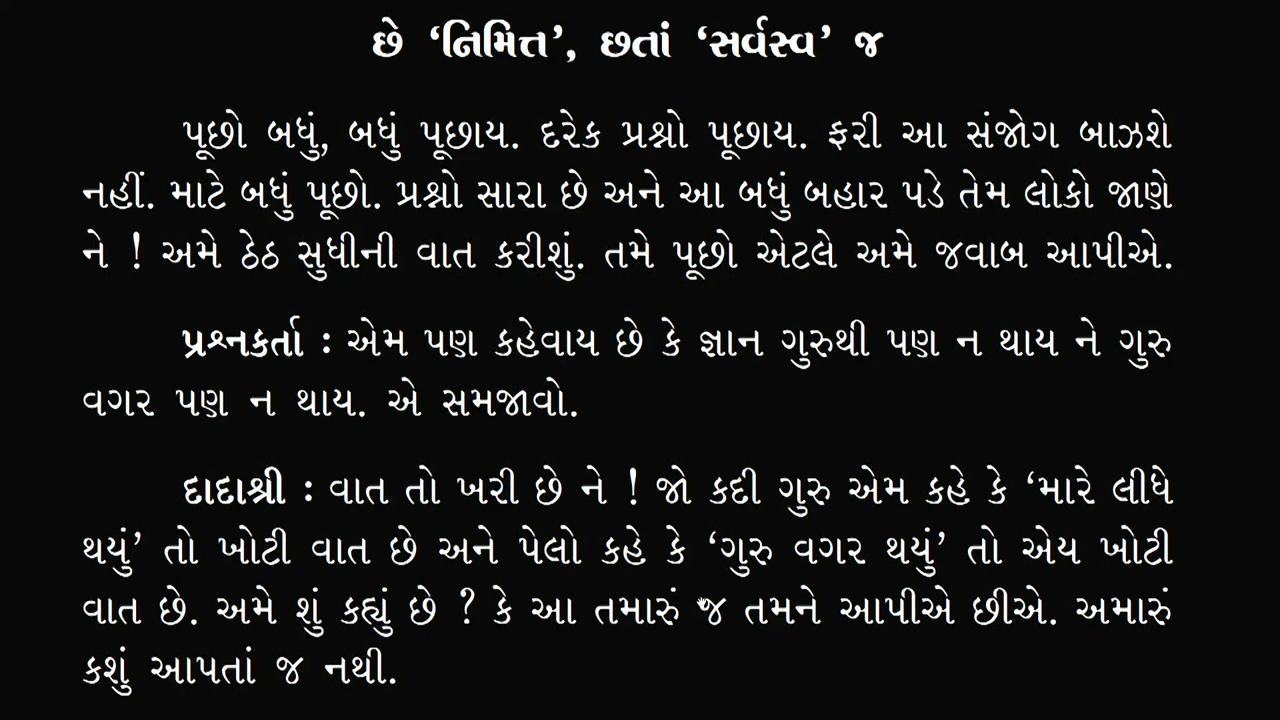 છે ‘નિમિત્ત’, છતાં ‘સર્વસ્વ’ જ
પૂછો બધું, બધું પૂછાય. દરેક પ્રશ્નો પૂછાય. ફરી આ સંજોગ બાઝશે
નહીં. માટે બધું પૂછો. પ્રશ્નો સારા છે અને આ બધું બહાર પડે તેમ લોકો જાણે
ને ! અમે ઠેઠ સુધીની વાત કરીશું. તમે પૂછો એટલે અમે જવાબ આપીએ.
પ્રશ્નકર્તા : એમ પણ કહેવાય છે કે જ્ઞાન ગુરુથી પણ ન થાય ને ગુરુ
વગર પણ ન થાય. એ સમજાવો.
દાદાશ્રી : વાત તો ખરી છે ને ! જો કદી ગુરુ એમ કહે કે ‘મારે લીધે
થયું’ તો ખોટી વાત છે અને પેલો કહે કે ‘ગુરુ વગર થયું’ તો એય ખોટી
વાત છે. અમે શું કહ્યું છે ? કે આ તમારું જ તમને આપીએ છીએ. અમારું
કશું આપતાં જ નથી.